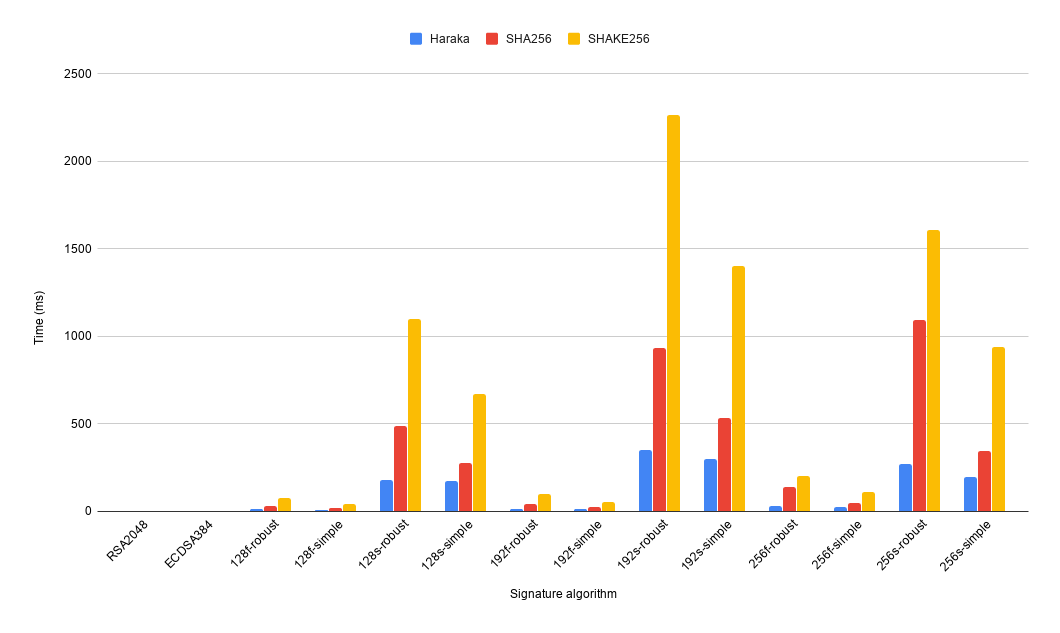 Haraka SHA256 SHAKE256
2500
2000
1500
1000
500
0
Time (ms)
RSA2048
ECDSA384
128f-robust
128f-simple
128s-robust
128s-simple
192f-robust
192f-simple
192s-robust
192s-simple
256f-robust
256f-simple
256s-robust
256s-simple
Signature algorithm